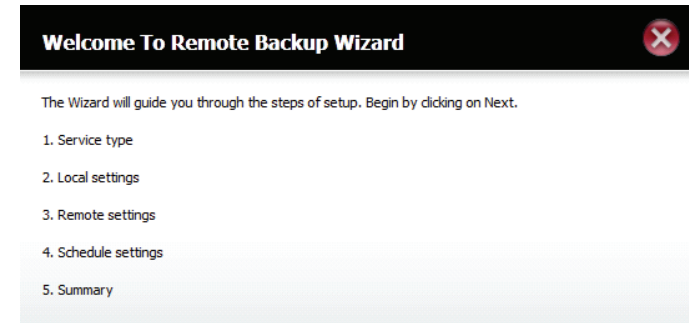 Welcome To Remote Backup Wizard
The Wizard will guide you through the steps of setup. Begin by clicking on Next.
1. Service type
2. Local settings
3. Remote settings
4. Schedule settings
5. Summary